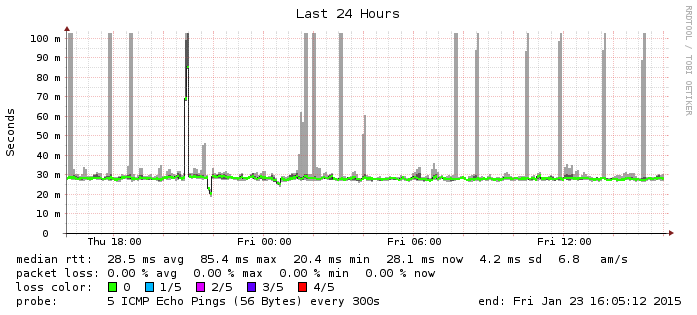 Last 24 Hours
RRDTOOL / TOBI OETIKER
Seconds
100 m
90 m
80 m
70 m
60 m
50 m
40 m
30 m
20 m
10 m
0
Thu 18:00 Fri 00:00 Fri 06:00 Fri 12:00
median rtt: 28.5 ms avg 85.4 ms max 20.4 ms min 28.1 ms now 4.2 ms sd 6.8 am/s
packet loss: 0.00 % avg 0.00 % max 0.00 % min 0.00 % now
loss color: 0 1/5 2/5 3/5 4/5
probe: 5 ICMP Echo Pings (56 Bytes) every 300s end: Fri Jan 23 16:05:12 2015